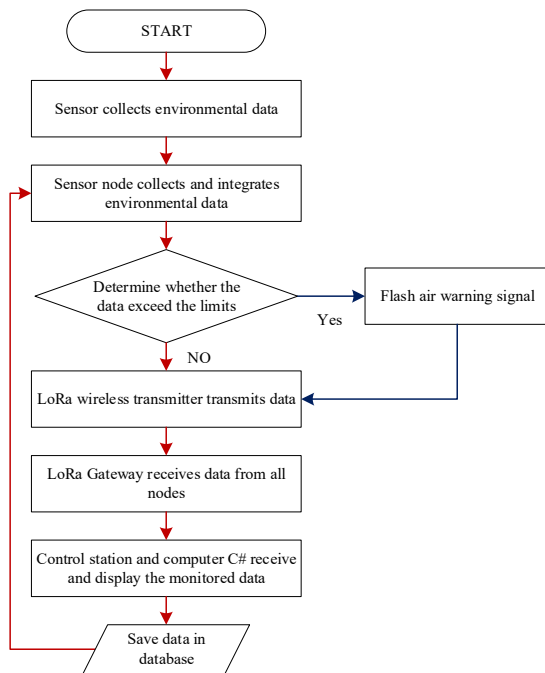 START
Sensor collects environmental data
Sensor node collects and integrates
environmental data
Determine whether the
data exceed the limits
Yes
Flash air warning signal
NO
LoRa wireless transmitter transmits data
LoRa Gateway receives data from all
nodes
Control station and computer C# receive
and display the monitored data
Save data in
database